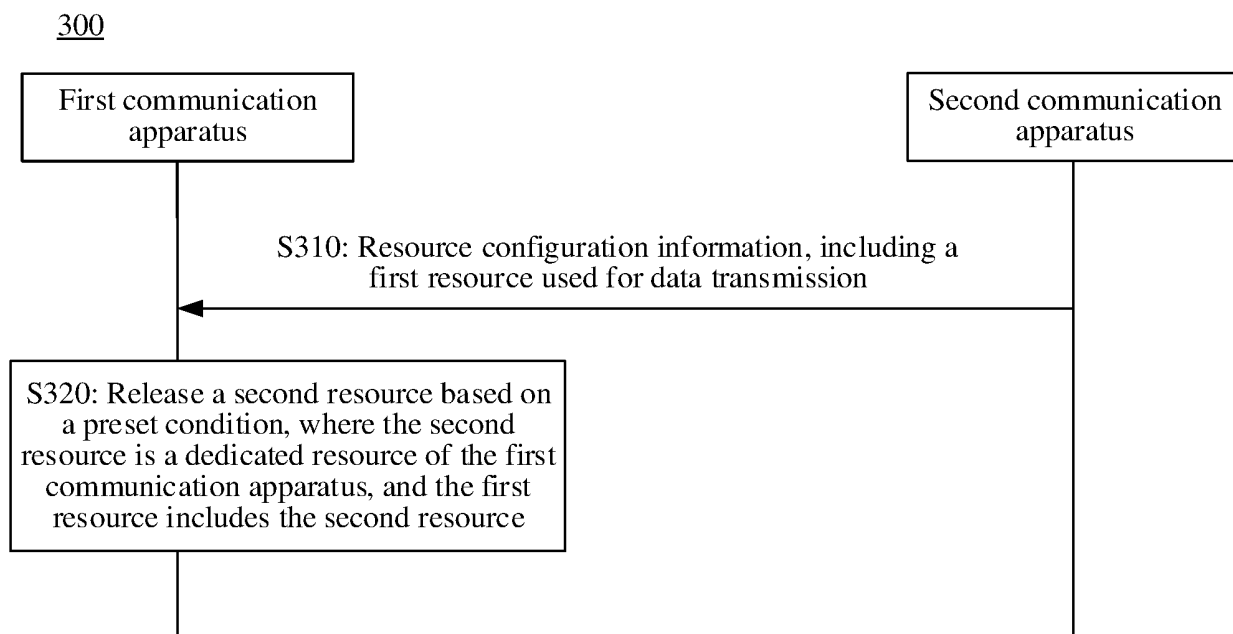 300
First communication
apparatus
Second communication
apparatus
S310: Resource configuration information, including a
first resource used for data transmission
S320: Release a second resource based on
a preset condition, where the second
resource is a dedicated resource of the first
communication apparatus, and the first
resource includes the second resource